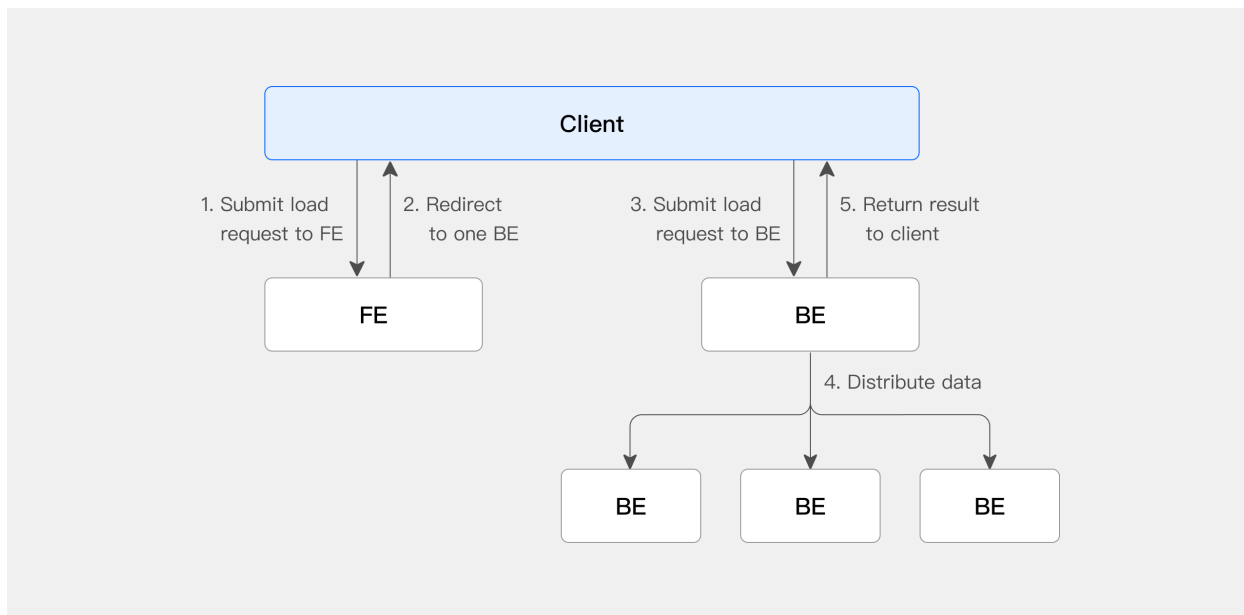 Client
1. Submit load
request to FE
2. Redirect
to one BE
3. Submit load
request to BE
5. Return result
to client
FE
BE
4. Distribute data
BE
BE
BE